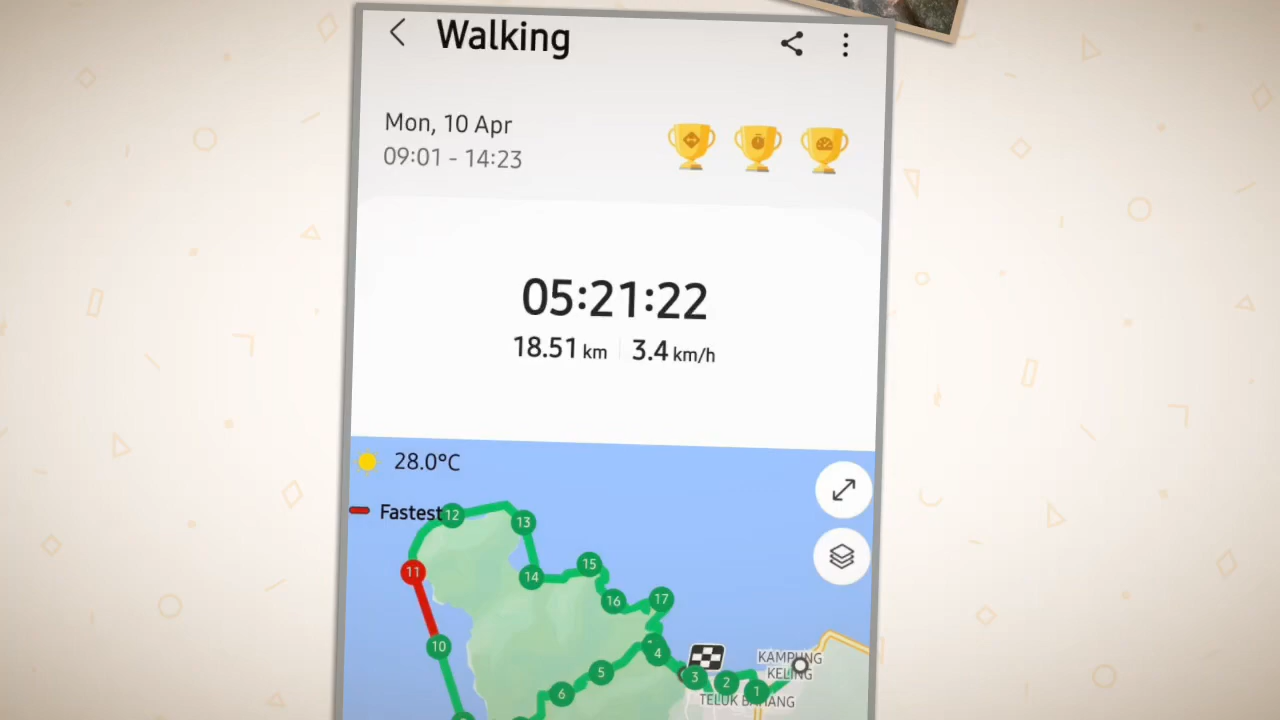 Walking
Mon, 10 Apr
09:01 - 14:23
05:21:22
18.51 km 3.4 km/h
28.0°C
Fastest
12
13
11
15
14
16
17
10
4
5
6
3
2
1
KAMPUNG
KELING
TELUK BAHANG